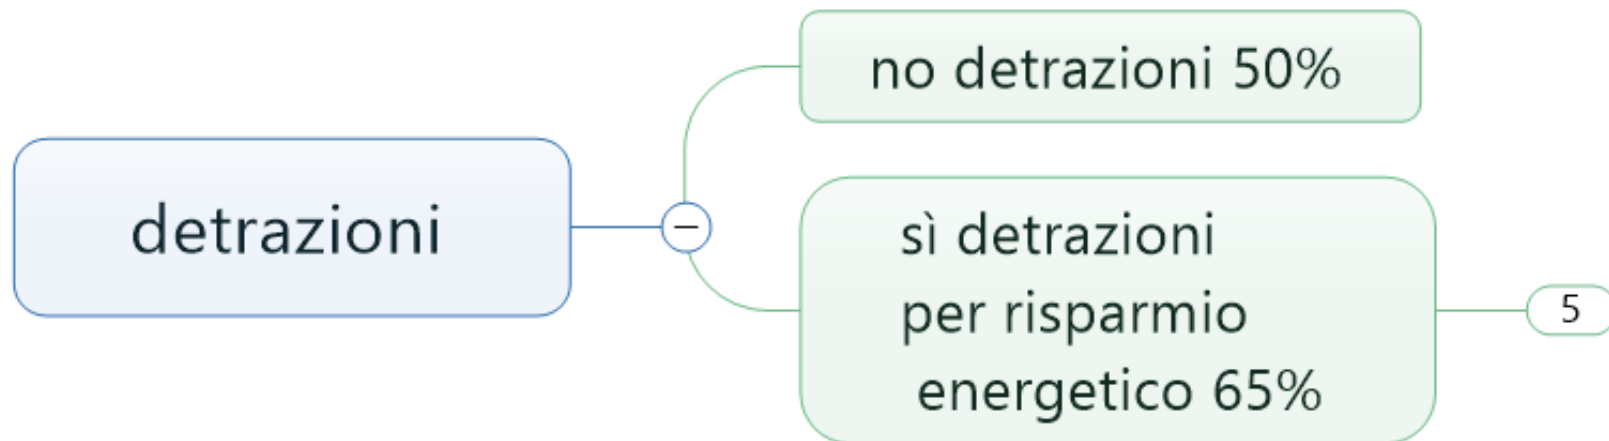 no detrazioni 50%
detrazioni
sì detrazioni
per risparmio
energetico 65%
5